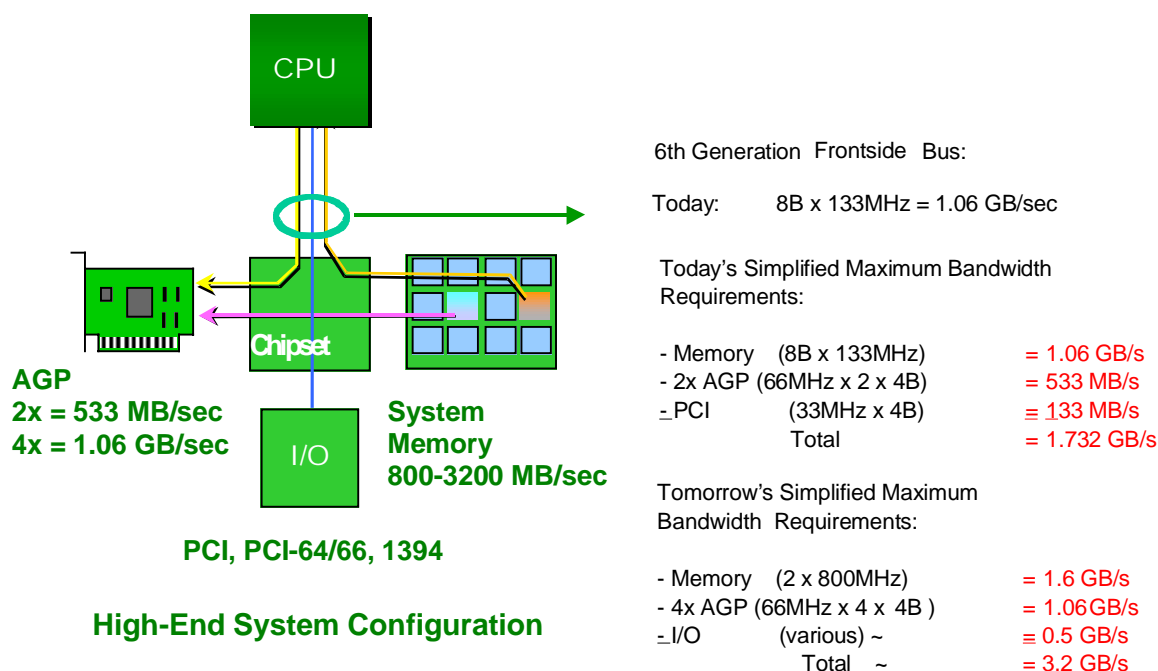 CPU
Chipset
AGP
2x = 533 MB/sec
4x = 1.06 GB/sec
I/O
System
Memory
800-3200 MB/sec
PCI, PCI-64/66, 1394
High-End System Configuration
6th Generation Frontside Bus:
Today: 8B x 133MHz = 1.06 GB/sec
Today's Simplified Maximum Bandwidth
Requirements:
- Memory (8B x 133MHz) = 1.06 GB/s
- 2x AGP (66MHz x 2 x 4B) = 533 MB/s
- PCI (33MHz x 4B) = 133 MB/s
Total = 1.732 GB/s
Tomorrow's Simplified Maximum
Bandwidth Requirements:
- Memory (2 x 800MHz) = 1.6 GB/s
- 4x AGP (66MHz x 4 x 4B ) = 1.06GB/s
- I/O (various) ~ = 0.5 GB/s
Total ~ = 3.2 GB/s